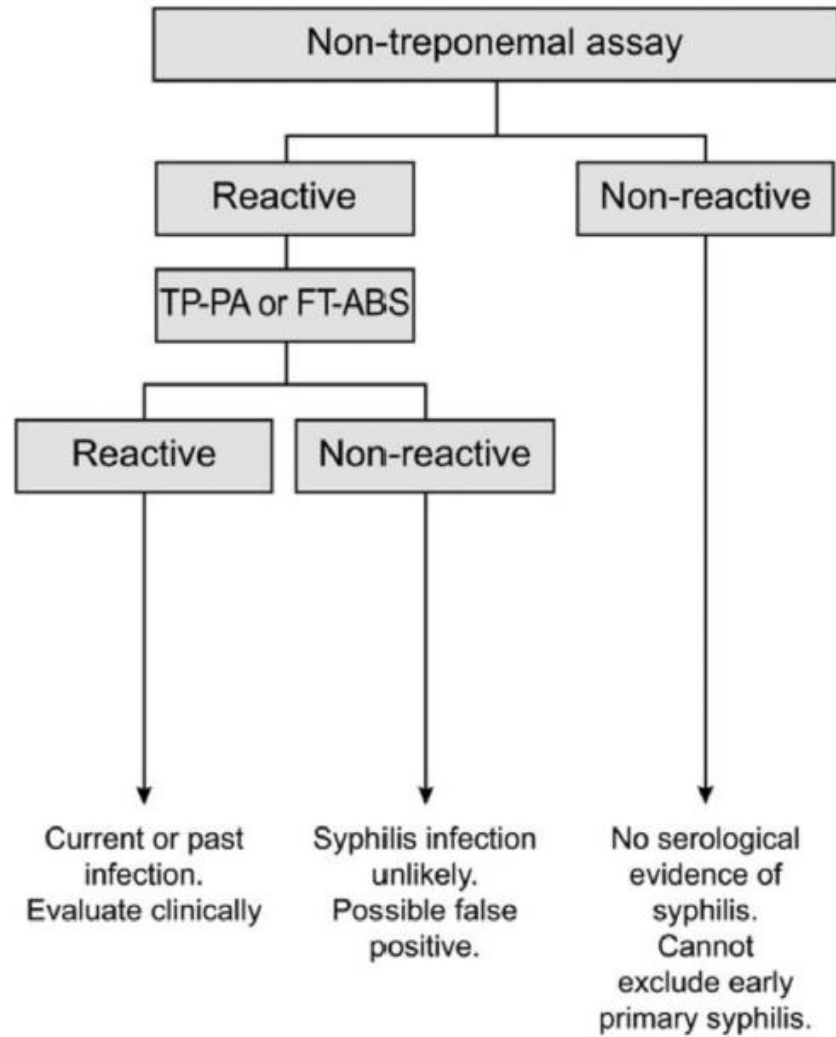 Non-treponemal assay
Reactive
Non-reactive
TP-PA or FT-ABS
Reactive
Non-reactive
Current or past
infection.
Evaluate clinically
Syphilis infection
unlikely.
Possible false
positive.
No serological
evidence of
syphilis.
Cannot
exclude early
primary syphilis.